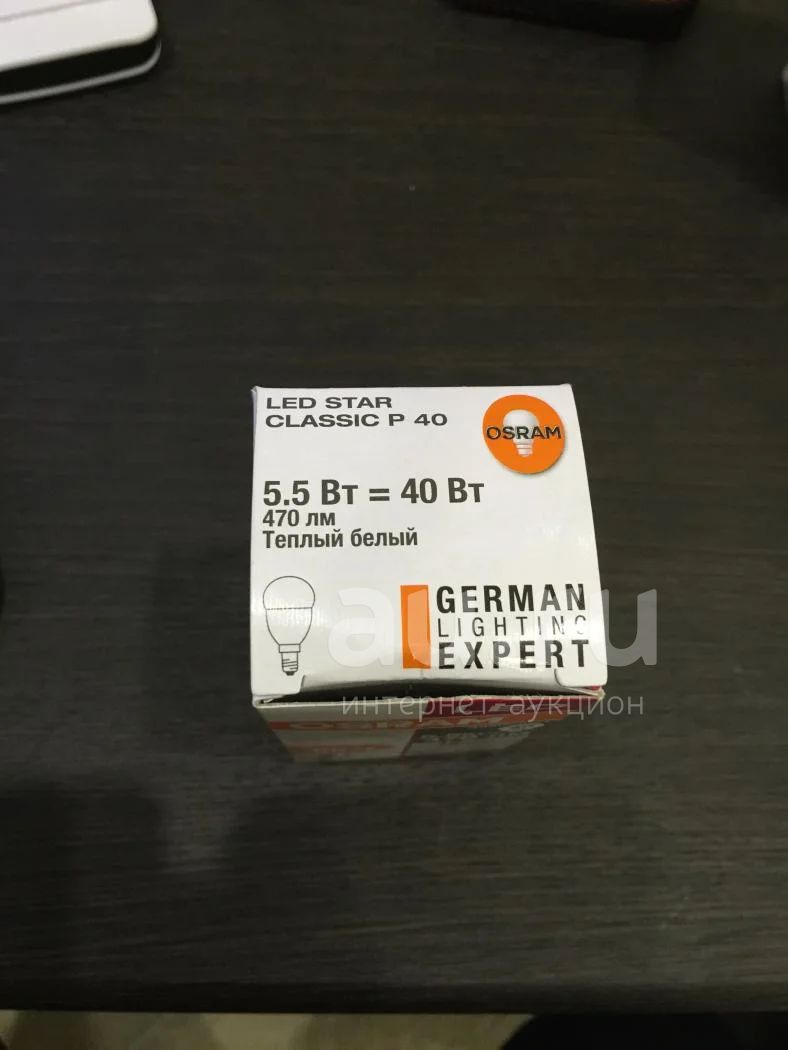 LED STAR
CLASSIC P 40
OSRAM
5.5 Вт = 40 Вт
470 лм
Теплый белый
GERMAN
LIGHTING
EXPERT
интернет-аукцион
OSRAM